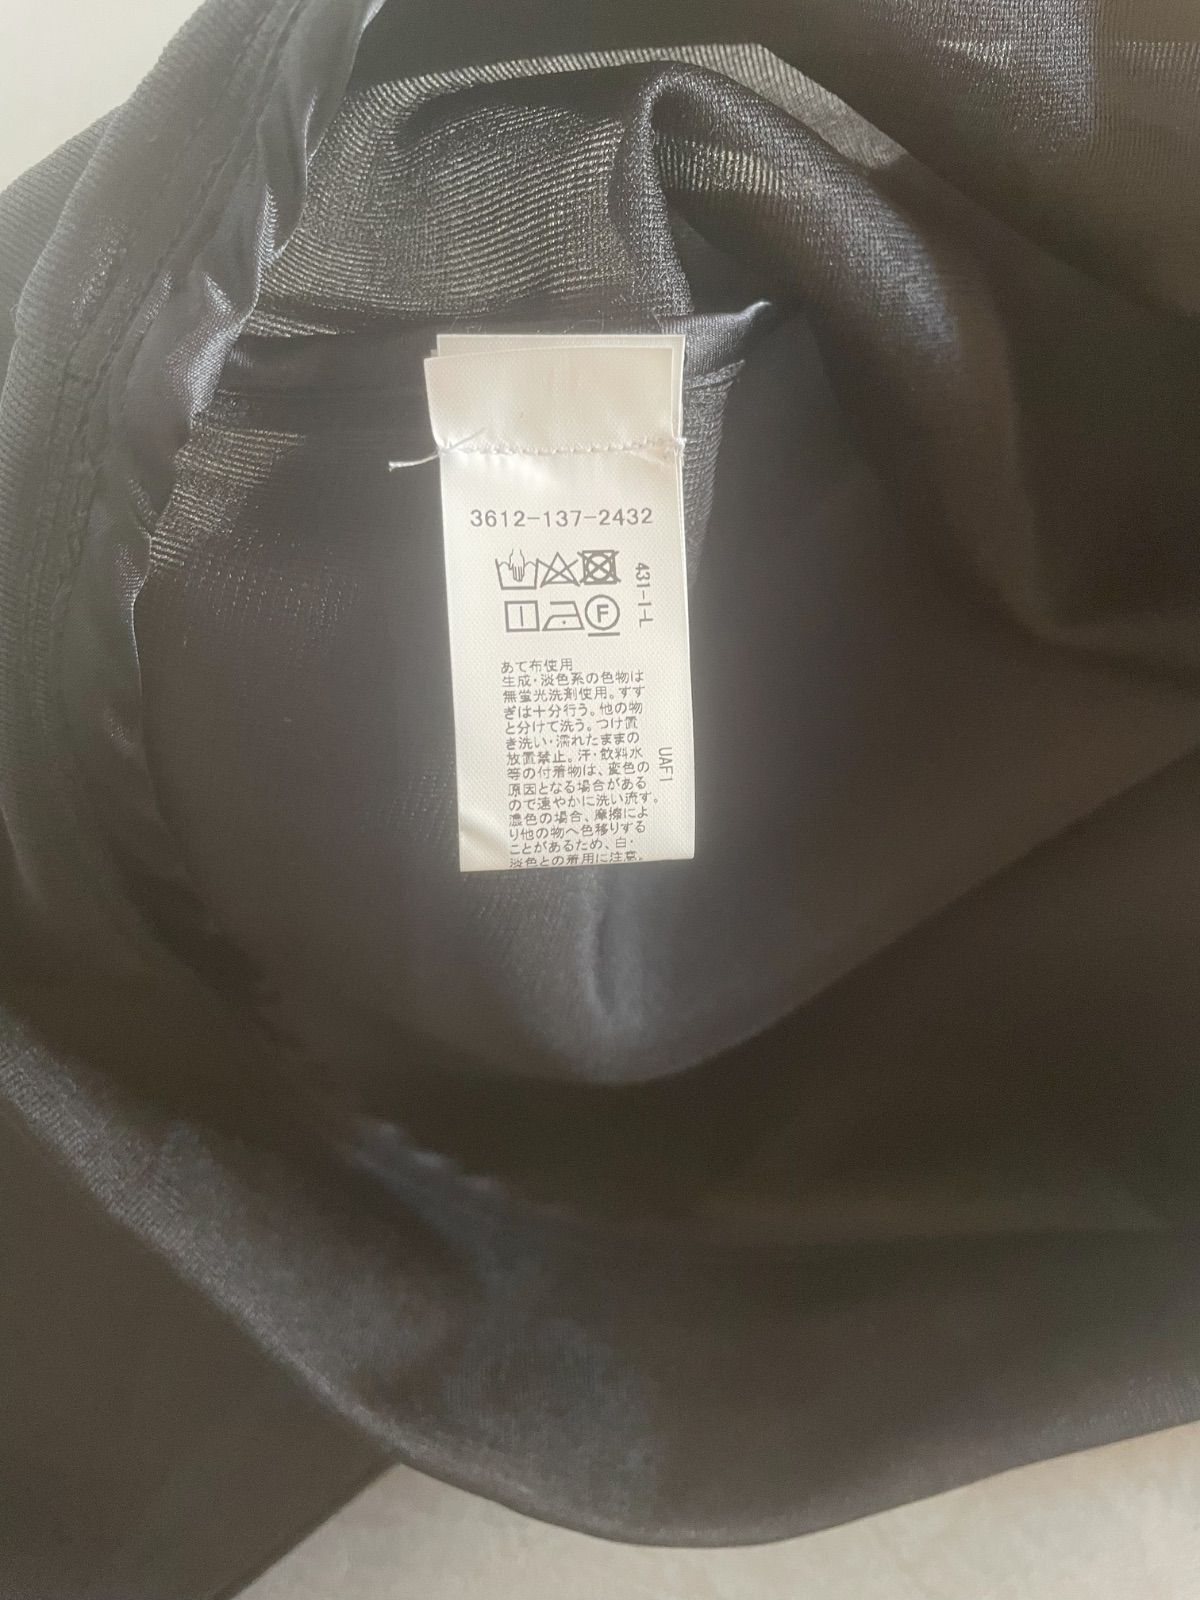 3612-137-2432
431-1-L
F
あて布使用
生成・淡色系の色物は
無蛍光洗剤使用。すす
ぎは十分行う。他の物
と分けて洗う。つけ置
き洗い・濡れたままの
放置禁止。汗・飲料水
等の付着物は、変色の
原因となる場合がある
ので速やかに洗い流す。
濃色の場合、摩擦によ
り他の物へ色移りする
ことがあるため、白・
淡色との着用に注意。
UAF1